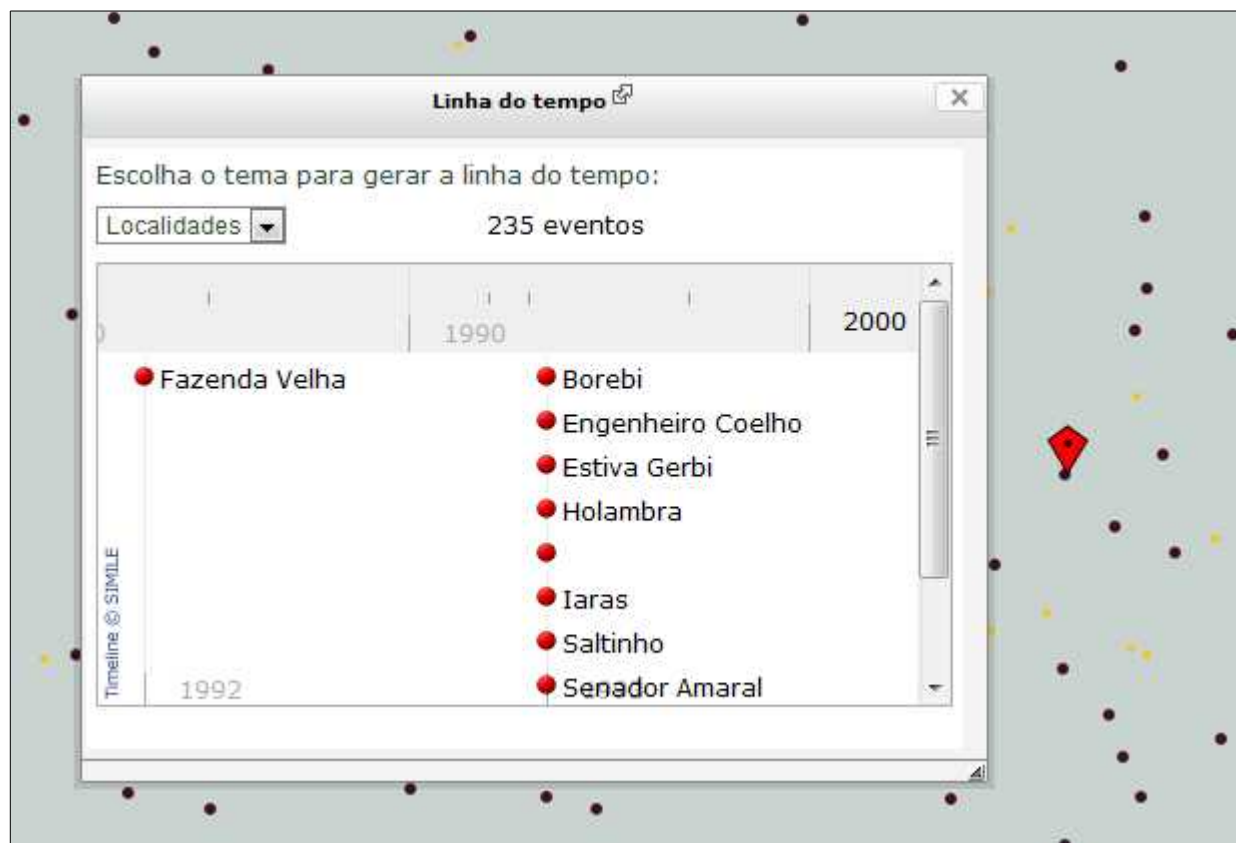 Linha do tempo
Escolha o tema para gerar a linha do tempo:
Localidades
235 eventos
0 1990 2000
Fazenda Velha
Borebi
Engenheiro Coelho
Estiva Gerbi
Holambra
Iaras
Saltinho
Senador Amaral
1992
Timeline © SIMILE